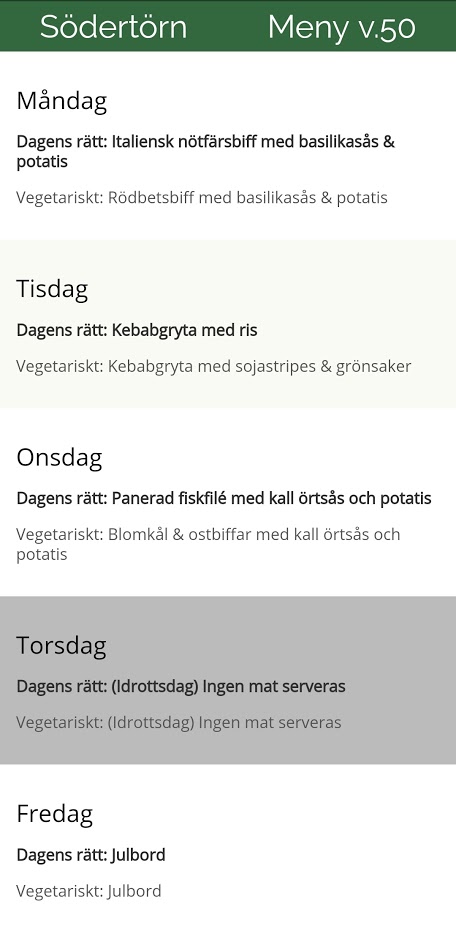 Södertörn Meny v.50
Måndag
Dagens rätt: Italiensk nötfärsbiff med basilikasås &
potatis
Vegetariskt: Rödbetsbiff med basilikasås & potatis
Tisdag
Dagens rätt: Kebabgryta med ris
Vegetariskt: Kebabgryta med sojastripes & grönsaker
Onsdag
Dagens rätt: Panerad fiskfilé med kall örtsås och potatis
Vegetariskt: Blomkål & ostbiffar med kall örtsås och
potatis
Torsdag
Dagens rätt: (Idrottsdag) Ingen mat serveras
Vegetariskt: (Idrottsdag) Ingen mat serveras
Fredag
Dagens rätt: Julbord
Vegetariskt: Julbord